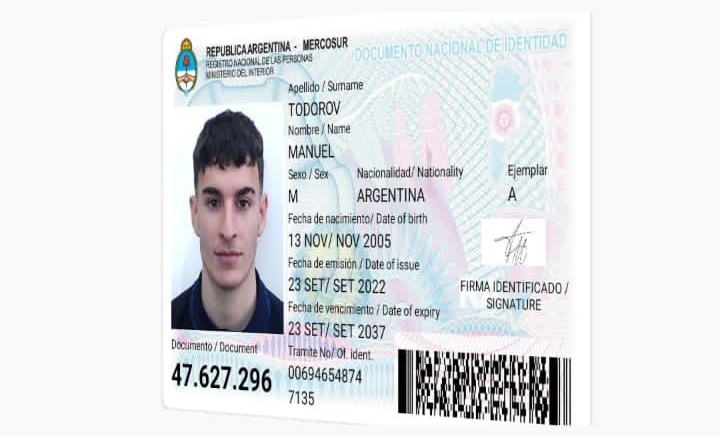 REPUBLICA ARGENTINA - MERCOSUR
REGISTRO NACIONAL DE LAS PERSONAS
MINISTERIO DEL INTERIOR
DOCUMENTO NACIONAL DE IDENTIDAD
Apellido / Surname
TODOROV
Nombre / Name
MANUEL
Sexo / Sex Nacionalidad/ Nationality Ejemplar
M ARGENTINA A
Fecha de nacimiento/ Date of birth
13 NOV/ NOV 2005
Fecha de emisión / Date of issue
23 SET/ SET 2022
FIRMA IDENTIFICADO /
SIGNATURE
Fecha de vencimiento / Date of expiry
23 SET/ SET 2037
Documento / Document
47.627.296
Tramite No/ Of. ident.
00694654874
7135